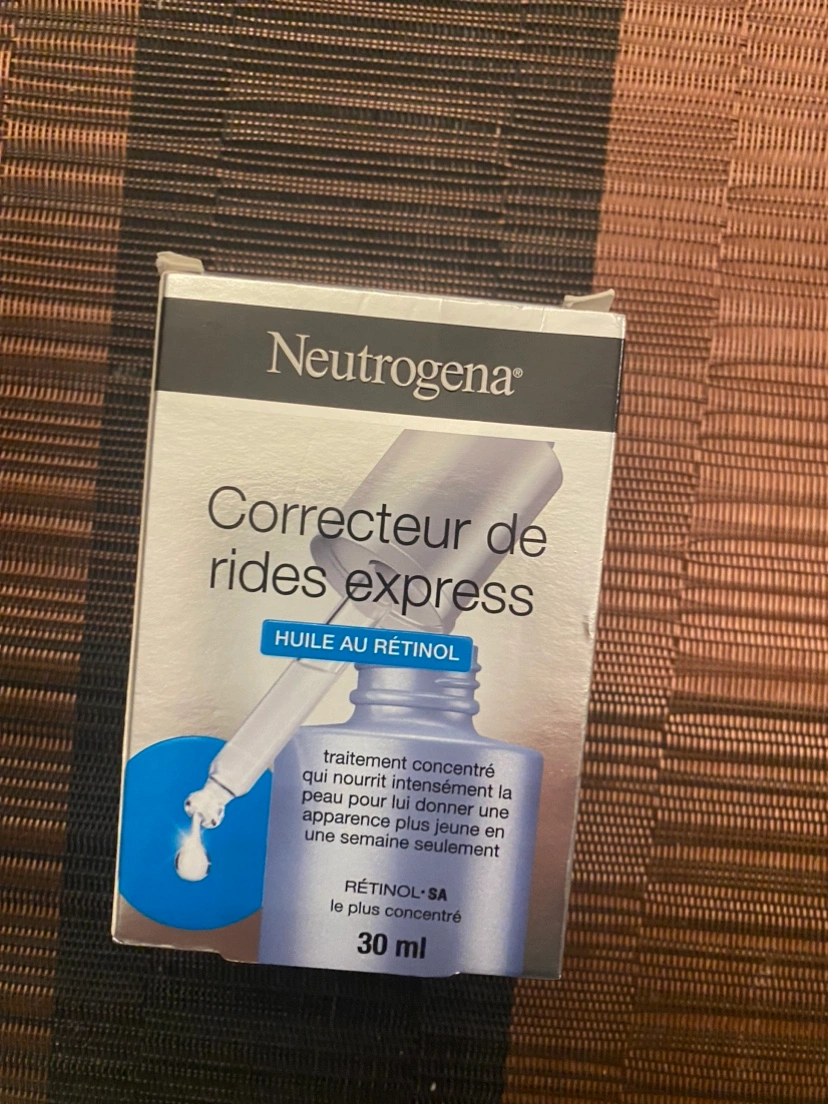 Neutrogena®
Correcteur de
rides express
HUILE AU RÉTINOL
traitement concentré
qui nourrit intensément la
peau pour lui donner une
apparence plus jeune en
une semaine seulement
RÉTINOL•SA
le plus concentré
30 ml